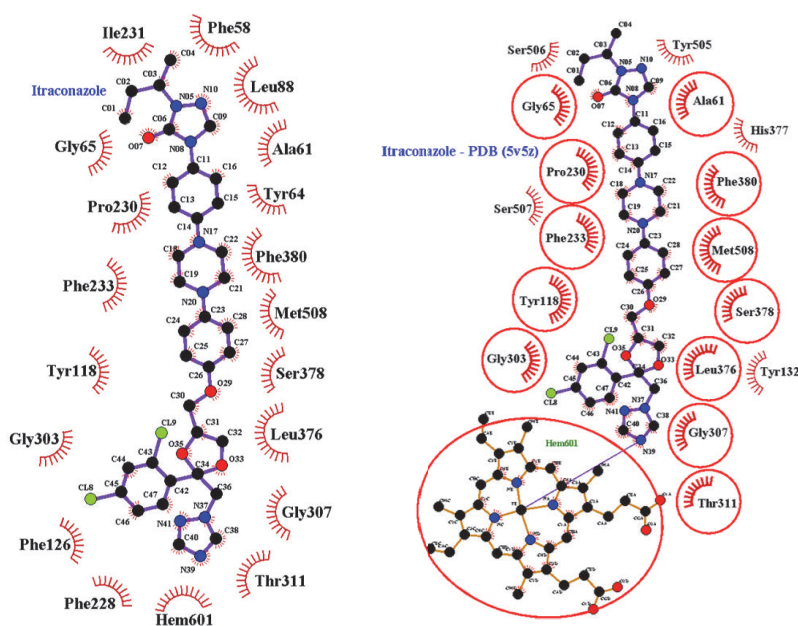 Phe58
Ile231
C04
C02
C03
N05
N10
Leu88
Itraconazole
C01
C06
C09
Gly65
O07
N08
C11
Ala61
C12
C16
C13
C15
Tyr64
Pro230
C14
N17
C18
C22
Phe380
C19
C21
Phe233
N20
C23
C24
C28
Met508
C25
C27
Tyr118
C26
O29
Ser378
C30
CL9
C31
C32
Leu376
Gly303
C44
C43
O35
O33
C34
CL8
C45
C42
C36
C47
N37
C46
N41
Gly307
C40
C38
Phe126
N39
Thr311
Phe228
Hem601
C04
C03
Tyr505
Ser506
C02
N05
N10
C01
C06
C09
Gly65
O07
N08
Ala61
C11
C12
C16
His377
Itraconazole - PDB (5v5z)
C13
C15
C14
N17
Pro230
C18
C22
Phe380
C19
C21
Ser507
N20
C23
Phe233
C24
C28
Met508
C25
C27
C26
O29
Tyr118
C30
Ser378
CL9
C31
C32
Gly303
O35
O33
C44
C43
C34
Leu376
Tyr132
C45
C42
C36
CL8
C47
N37
C46
N41
C38
C40
Gly307
N39
Hem601
Thr311